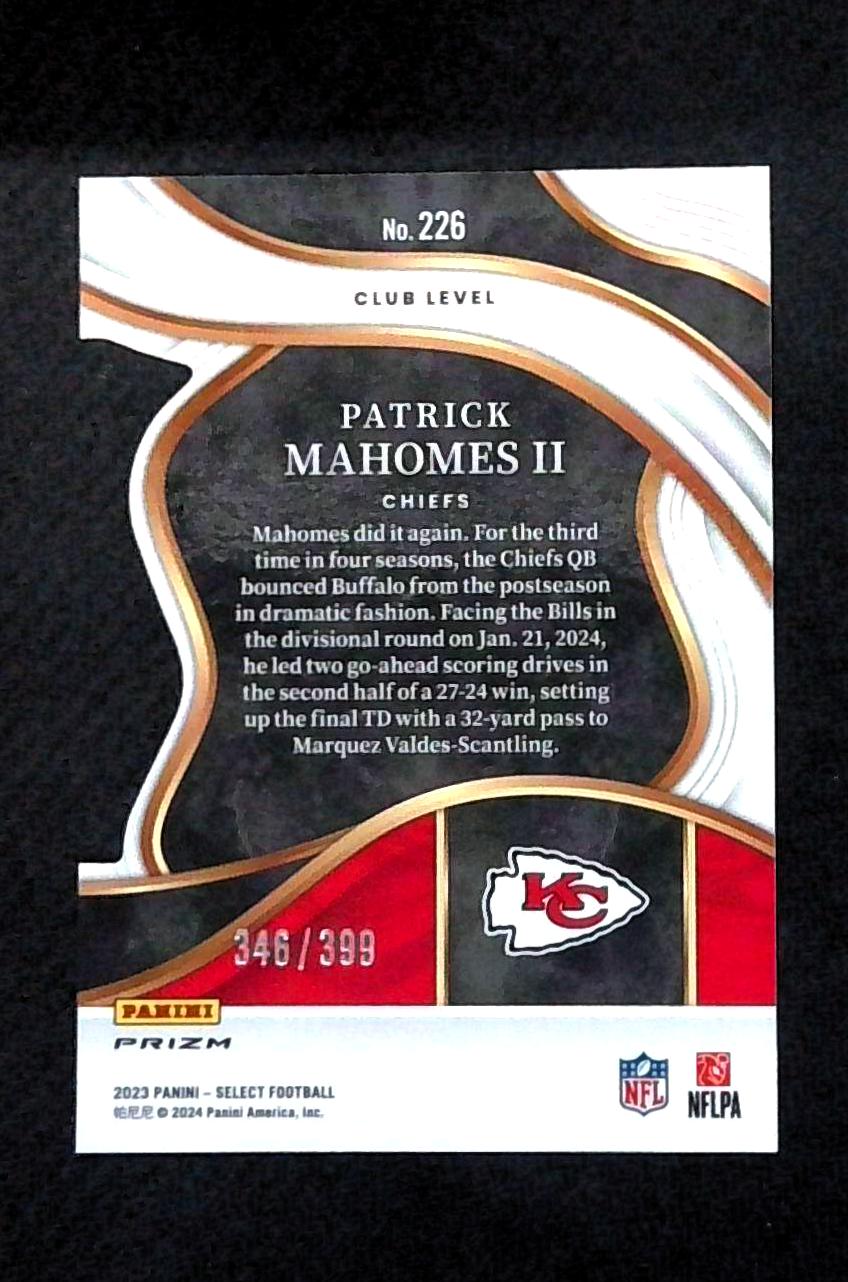 No. 226
CLUB LEVEL
PATRICK
MAHOMES II
CHIEFS
Mahomes did it again. For the third
time in four seasons, the Chiefs QB
bounced Buffalo from the postseason
in dramatic fashion. Facing the Bills in
the divisional round on Jan. 21, 2024,
he led two go-ahead scoring drives in
the second half of a 27-24 win, setting
up the final TD with a 32-yard pass to
Marquez Valdes-Scantling.
KC
346/399
PANINI
PRIZM
2023 PANINI – SELECT FOOTBALL
帕尼尼 © 2024 Panini America, Inc.
NFL
NFLPA